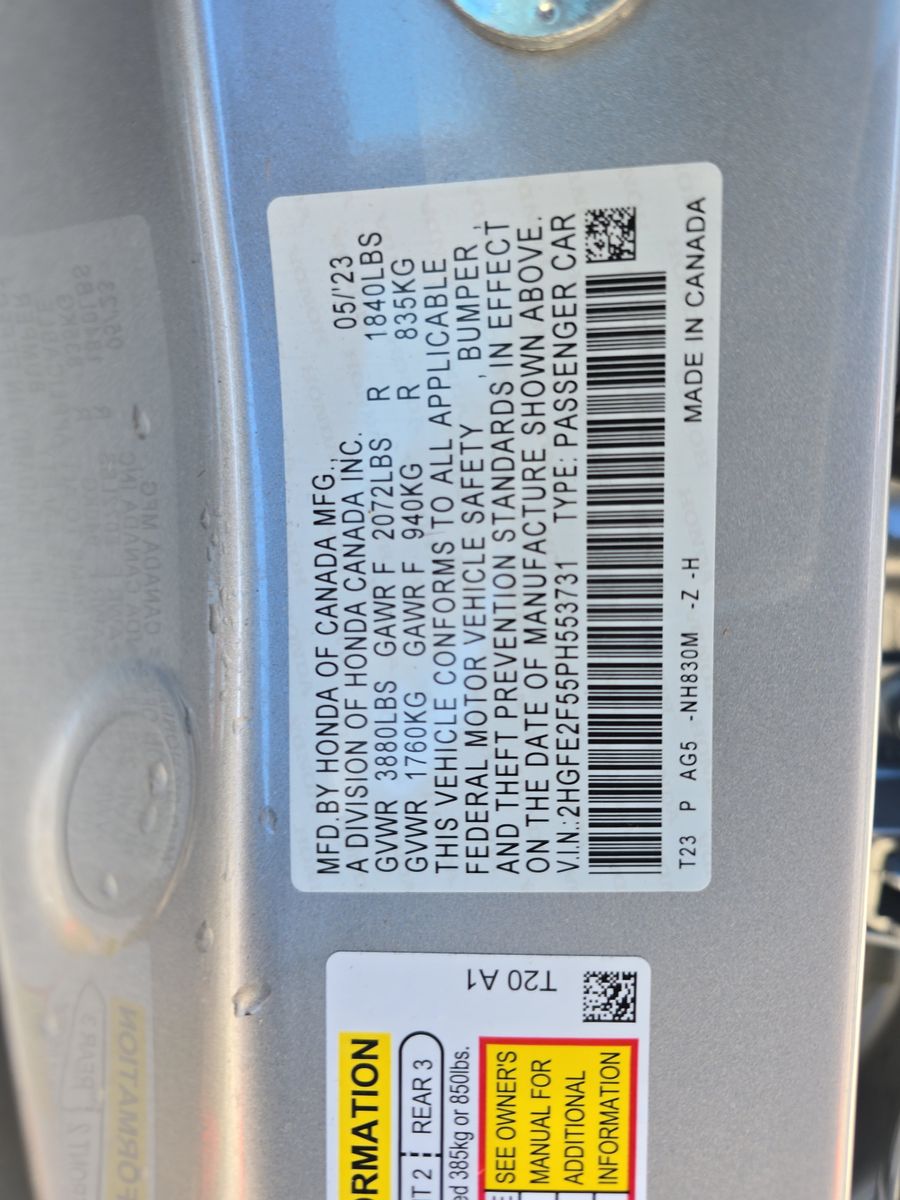 MFD.BY HONDA OF CANADA MFG.,
A DIVISION OF HONDA CANADA INC. 05/'23
GVWR 3880LBS GAWR F 2072LBS R 1840LBS
GVWR 1760KG GAWR F 940KG R 835KG
THIS VEHICLE CONFORMS TO ALL APPLICABLE
FEDERAL MOTOR VEHICLE SAFETY , BUMPER ,
AND THEFT PREVENTION STANDARDS IN EFFECT
ON THE DATE OF MANUFACTURE SHOWN ABOVE.
V.I.N.:2HGFE2F55PH553731 TYPE: PASSENGER CAR
T23 P AG5 -NH830M -Z -H MADE IN CANADA
T20 A1
RMATION
T 2 REAR 3
ed 385kg or 850lbs.
E SEE OWNER'S
MANUAL FOR
ADDITIONAL
INFORMATION